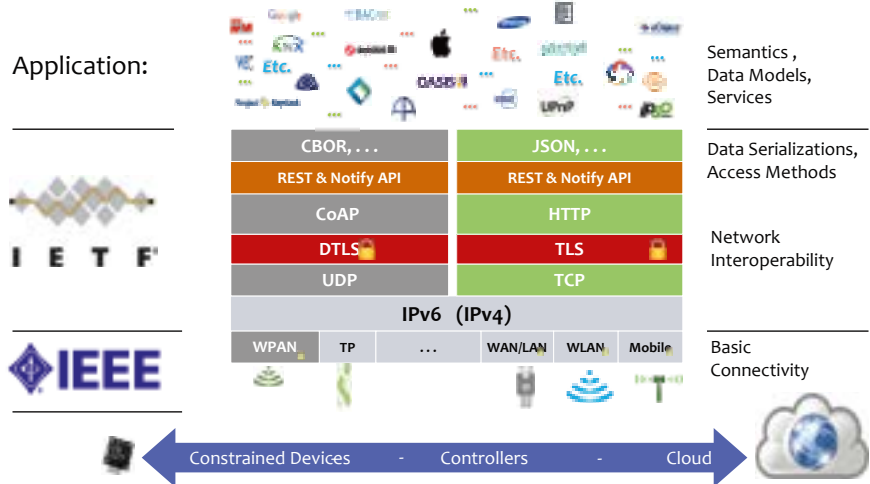 Application:
Google
KNX
Etc.
OASIS
Etc.
Etc.
UPnP
Semantics ,
Data Models,
Services
CBOR, . . .
JSON, . . .
Data Serializations,
Access Methods
REST & Notify API
REST & Notify API
CoAP
HTTP
I E T F
DTLS
TLS
Network
Interoperability
UDP
TCP
IPv6 (IPv4)
WPAN
TP
. . .
WAN/LAN
WLAN
Mobile
IEEE
Basic
Connectivity
Constrained Devices - Controllers - Cloud